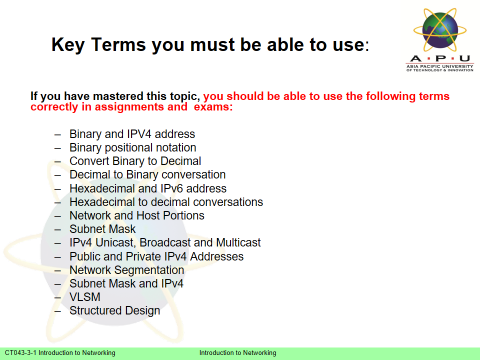 Key Terms you must be able to use:
A • P • U
ASIA PACIFIC UNIVERSITY
OF TECHNOLOGY & INNOVATION
If you have mastered this topic, you should be able to use the following terms
correctly in assignments and exams:
– Binary and IPV4 address
– Binary positional notation
– Convert Binary to Decimal
– Decimal to Binary conversation
– Hexadecimal and IPv6 address
– Hexadecimal to decimal conversations
– Network and Host Portions
– Subnet Mask
– IPv4 Unicast, Broadcast and Multicast
– Public and Private IPv4 Addresses
– Network Segmentation
– Subnet Mask and IPv4
– VLSM
– Structured Design
CT043-3-1 Introduction to Networking
Introduction to Networking